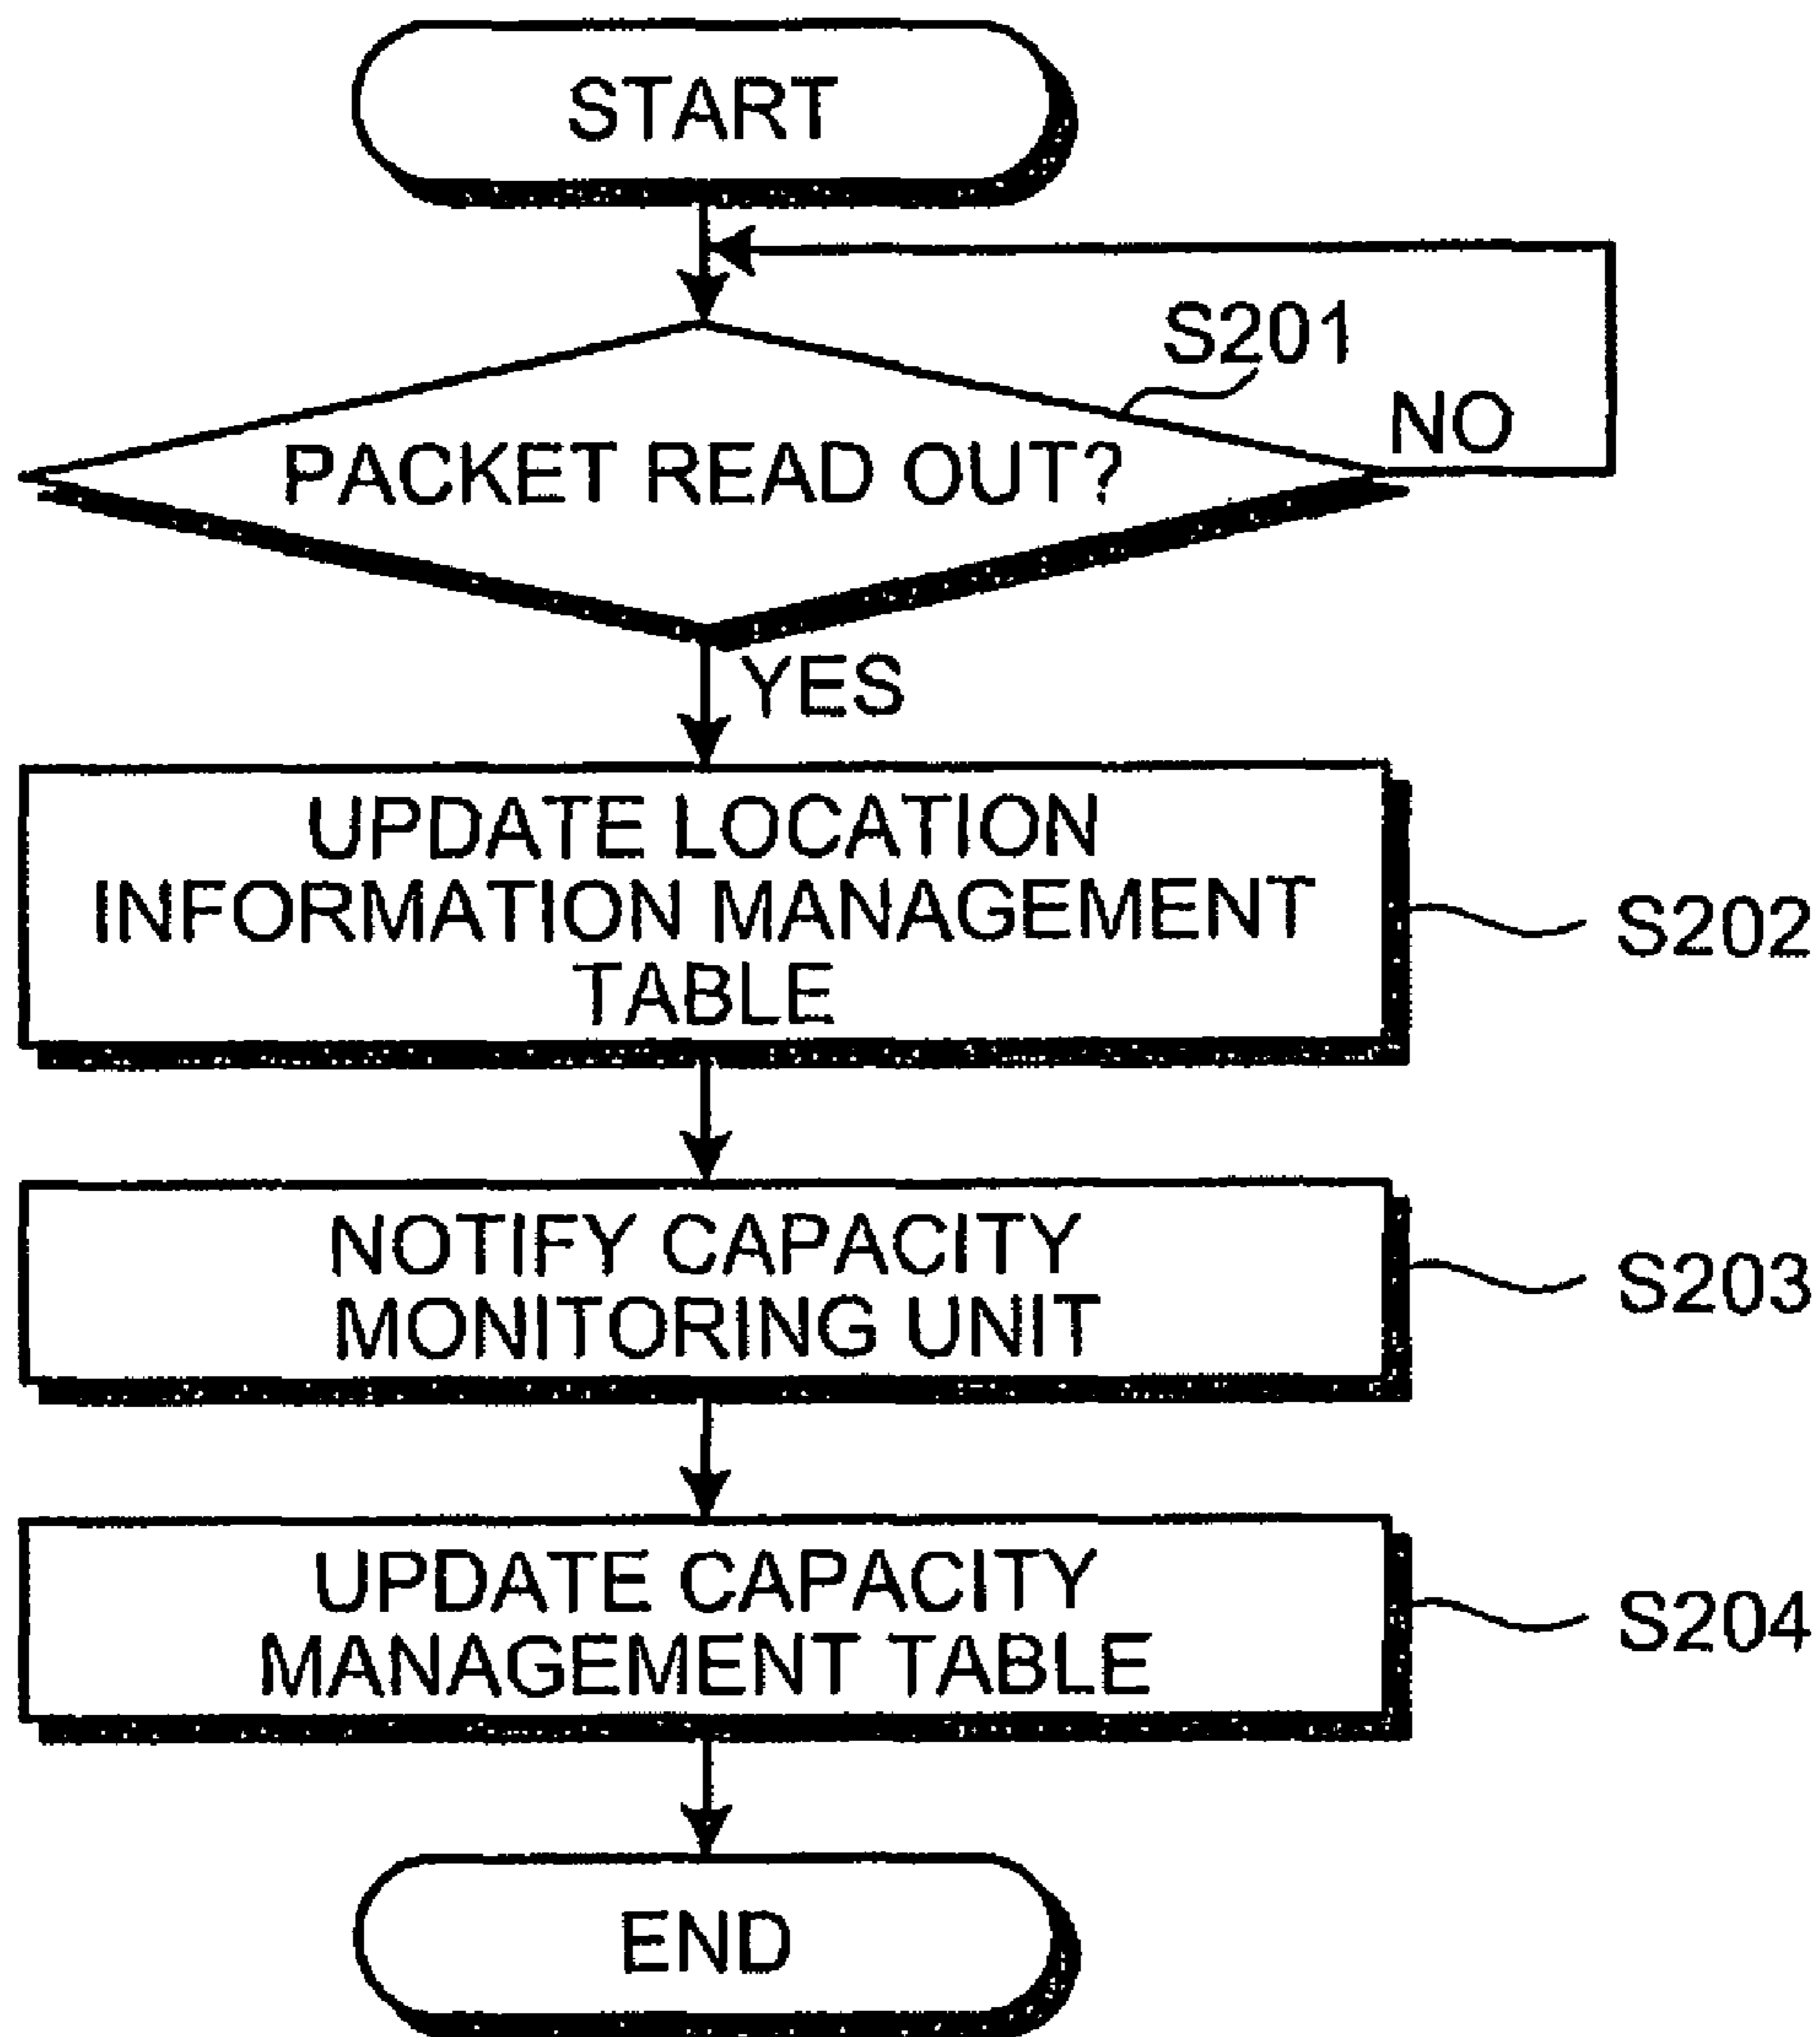 START
S201
NO
PACKET READ OUT?
YES
UPDATE LOCATION
INFORMATION MANAGEMENT
TABLE
S202
NOTIFY CAPACITY
MONITORING UNIT
S203
UPDATE CAPACITY
MANAGEMENT TABLE
S204
END